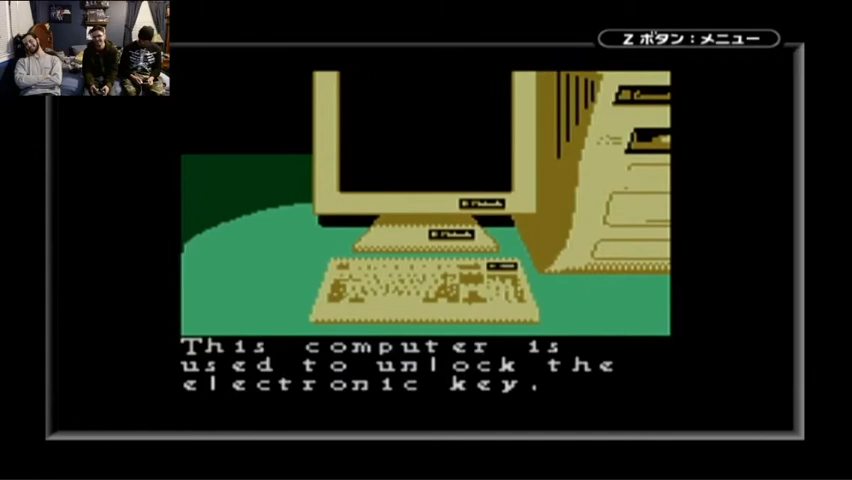 Z ボタン：メニュー
This computer is
used to unlock the
electronic key.